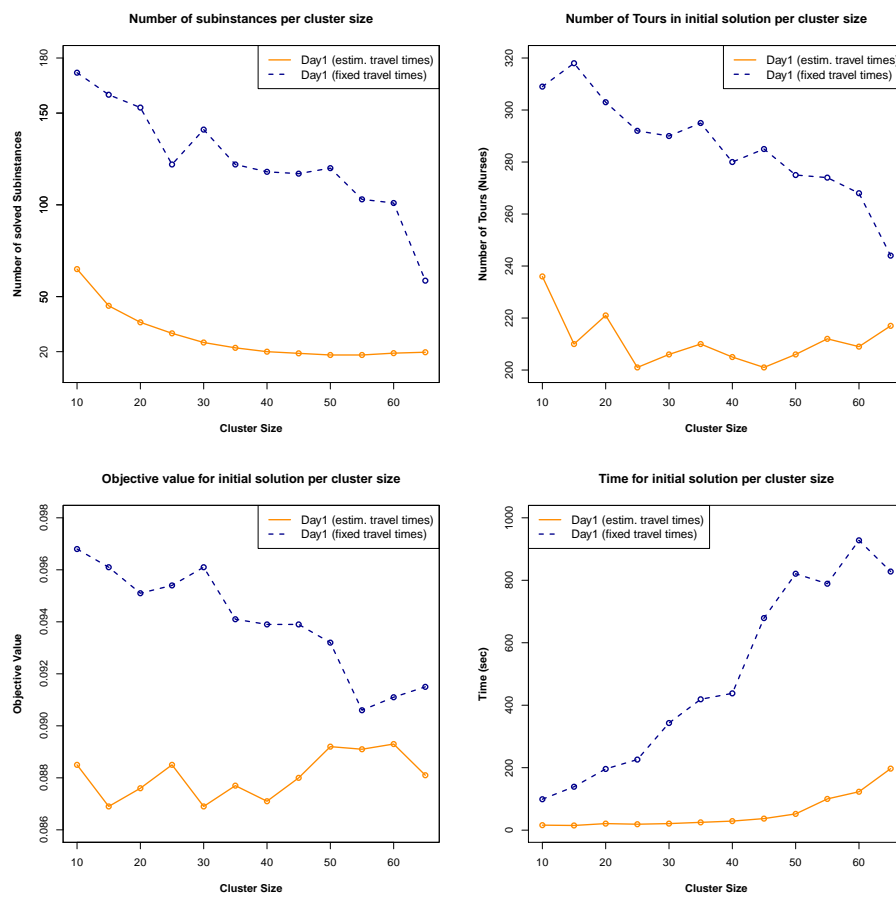 Number of subinstances per cluster size
Day1 (estim. travel times)
Day1 (fixed travel times)
Number of solved Subinstances
180
150
100
50
20
10 20 30 40 50 60
Cluster Size
Number of Tours in initial solution per cluster size
Day1 (estim. travel times)
Day1 (fixed travel times)
Number of Tours (Nurses)
320
300
280
260
240
220
200
10 20 30 40 50 60
Cluster Size
Objective value for initial solution per cluster size
Day1 (estim. travel times)
Day1 (fixed travel times)
Objective Value
0.098
0.096
0.094
0.092
0.090
0.088
0.086
10 20 30 40 50 60
Cluster Size
Time for initial solution per cluster size
Day1 (estim. travel times)
Day1 (fixed travel times)
Time (sec)
1000
800
600
400
200
0
10 20 30 40 50 60
Cluster Size